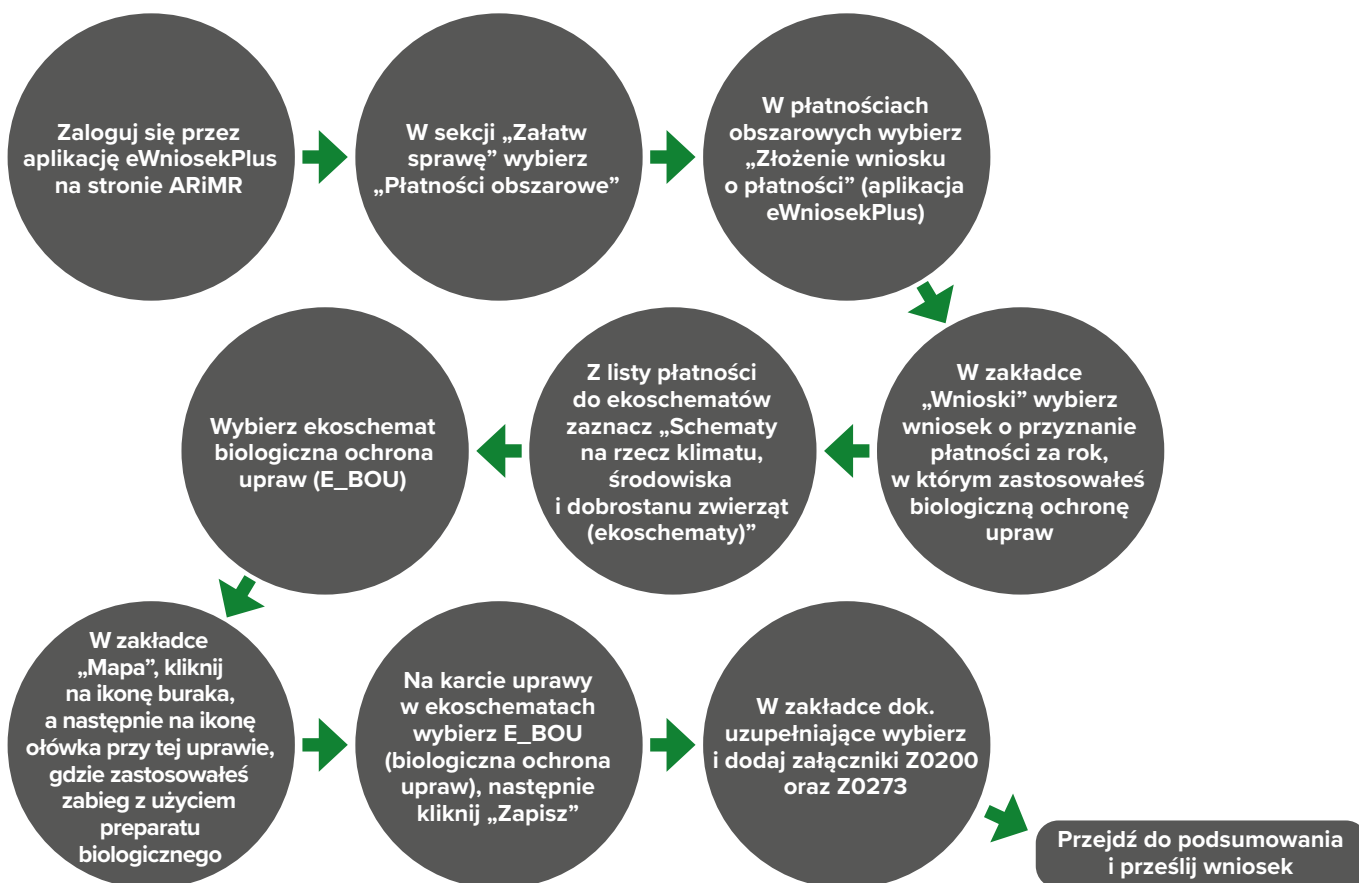 Zaloguj się przez
aplikację eWniosekPlus
na stronie ARiMR
W sekcji „Załatw
sprawę” wybierz
„Płatności obszarowe”
W płatnościach
obszarowych wybierz
„Złożenie wniosku
o płatności” (aplikacja
eWniosekPlus)
W zakładce
„Wnioski” wybierz
wniosek o przyznanie
płatności za rok,
w którym zastosowałeś
biologiczną ochronę
upraw
Z listy płatności
do ekoschematów
zaznacz „Schematy
na rzecz klimatu,
środowiska
i dobrostanu zwierząt
(ekoschematy)”
Wybierz ekoschemat
biologiczna ochrona
upraw (E_BOU)
W zakładce
„Mapa”, kliknij
na ikonę buraka,
a następnie na ikonę
ołówka przy tej uprawie,
gdzie zastosowałeś
zabieg z użyciem
preparatu
biologicznego
Na karcie uprawy
w ekoschematach
wybierz E_BOU
(biologiczna ochrona
upraw), następnie
kliknij „Zapisz”
W zakładce dok.
uzupełniające wybierz
i dodaj załączniki Z0200
oraz Z0273
Przejdź do podsumowania
i prześlij wniosek